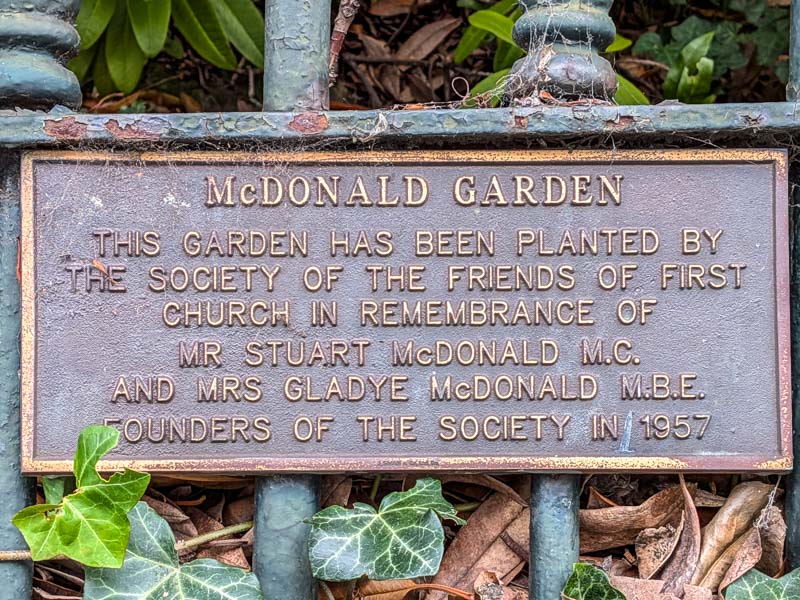 McDONALD GARDEN
THIS GARDEN HAS BEEN PLANTED BY
THE SOCIETY OF THE FRIENDS OF FIRST
CHURCH IN REMEMBRANCE OF
MR STUART McDONALD M.C.
AND MRS GLADYE McDONALD M.B.E.
FOUNDERS OF THE SOCIETY IN 1957